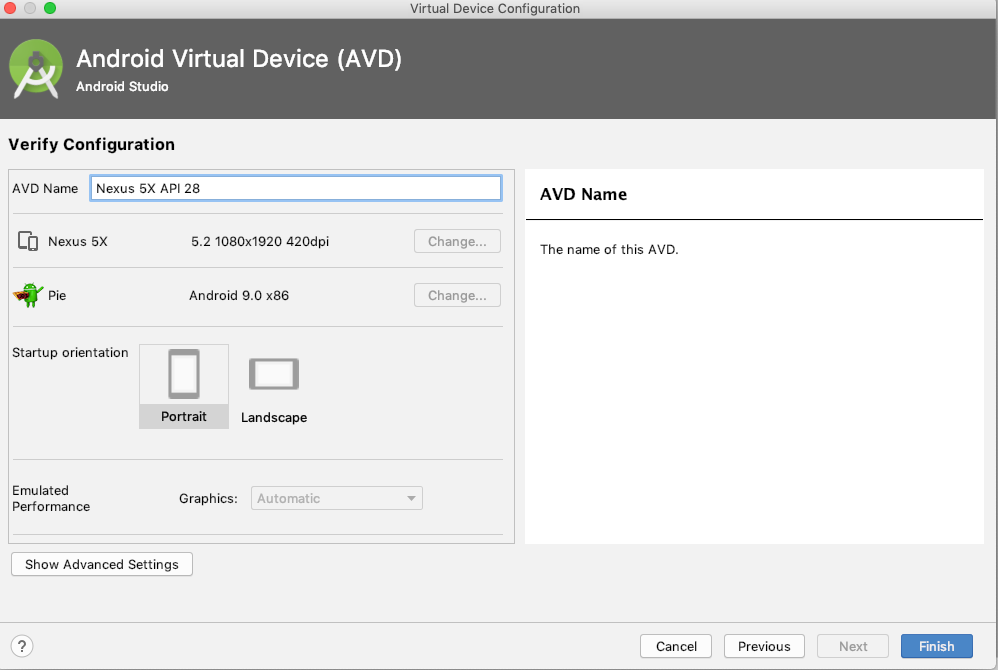 Virtual Device Configuration
Android Virtual Device (AVD)
Android Studio
Verify Configuration
AVD Name Nexus 5X API 28
Nexus 5X 5.2 1080x1920 420dpi Change...
Pie Android 9.0 x86 Change...
Startup orientation
Portrait Landscape
Emulated
Performance
Graphics: Automatic
Show Advanced Settings
AVD Name
The name of this AVD.
? Cancel Previous Next Finish